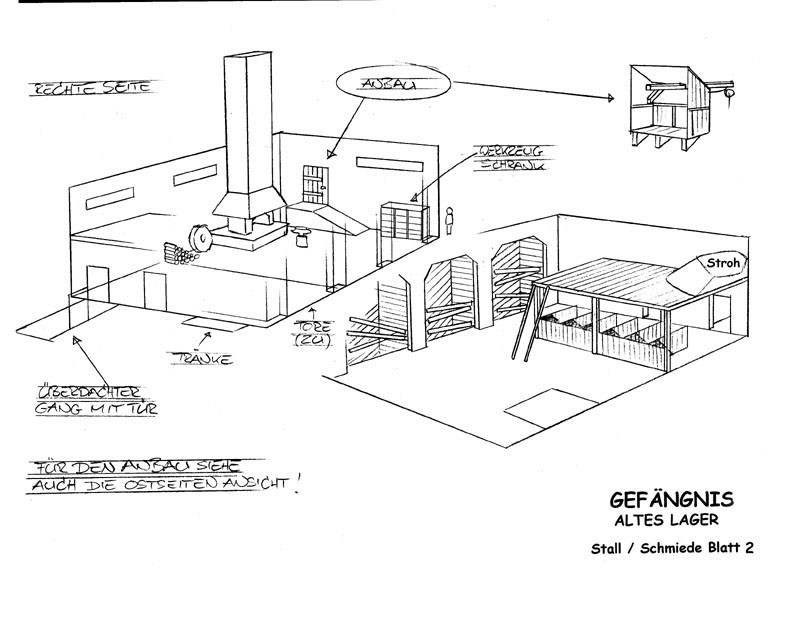 RECHTE SEITE
ANBAU
WERKZEUG
SCHRANK
Stroh
TORE
(ZU)
TRÄNKE
ÜBERDACHTER
GANG MIT TÜR
FÜR DEN ANBAU SIEHE
AUCH DIE OSTSEITEN ANSICHT!
GEFÄNGNIS
ALTES LAGER
Stall / Schmiede Blatt 2